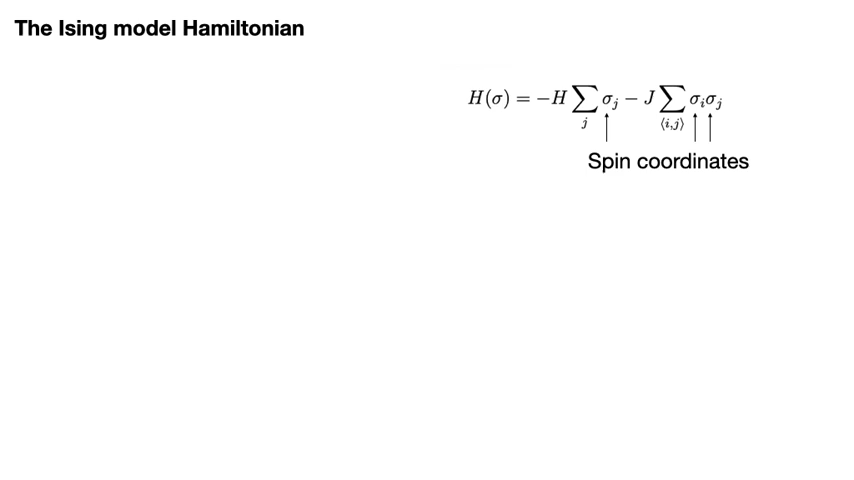 The Ising model Hamiltonian
H(σ) = −H ∑_j σ_j − J ∑_⟨i,j⟩ σ_i σ_j
Spin coordinates